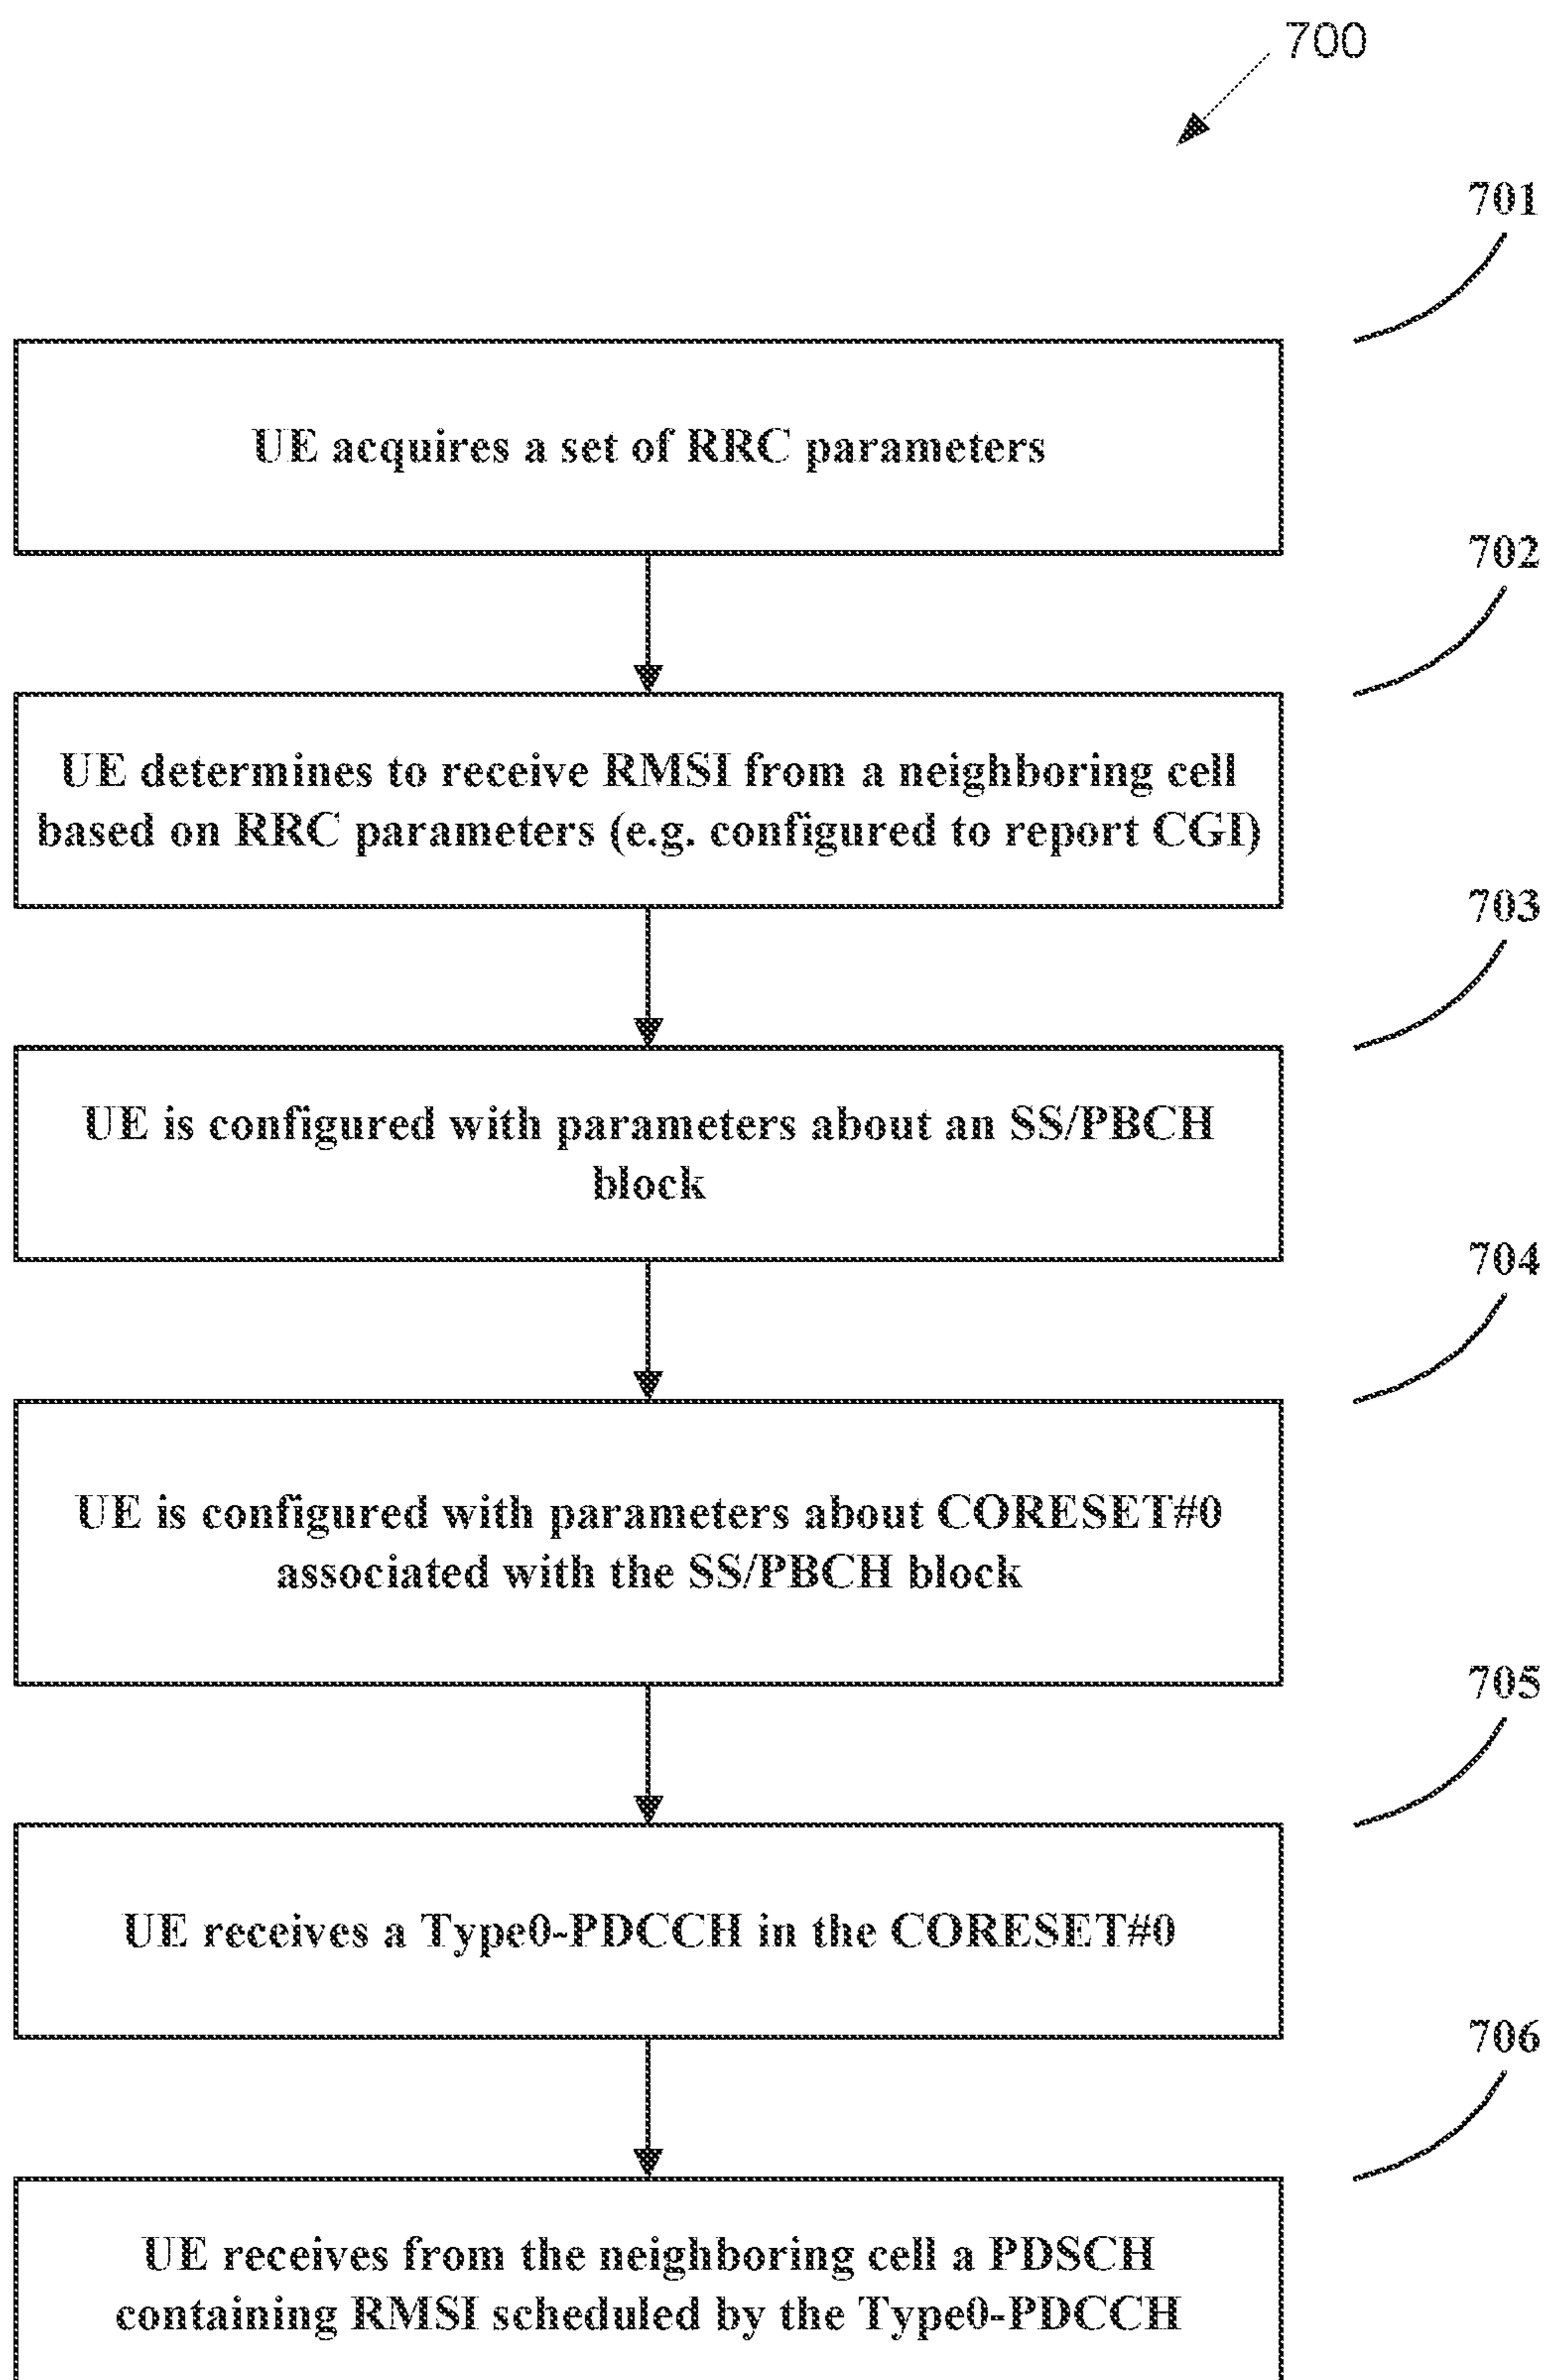 700
701
UE acquires a set of RRC parameters
702
UE determines to receive RMSI from a neighboring cell
based on RRC parameters (e.g. configured to report CGI)
703
UE is configured with parameters about an SS/PBCH
block
704
UE is configured with parameters about CORESET#0
associated with the SS/PBCH block
705
UE receives a Type0-PDCCH in the CORESET#0
706
UE receives from the neighboring cell a PDSCH
containing RMSI scheduled by the Type0-PDCCH